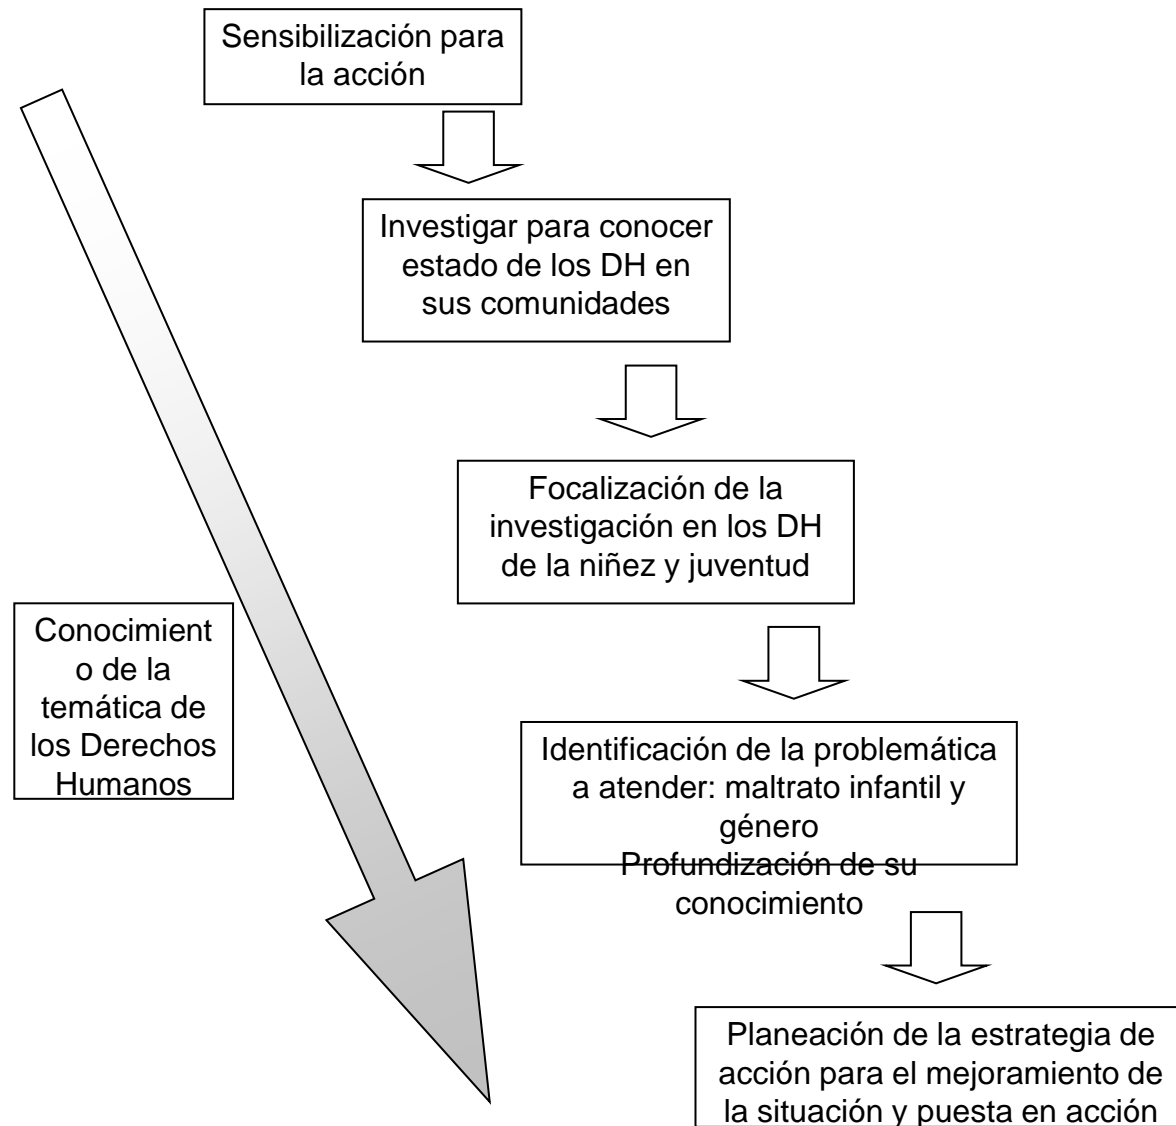 Sensibilización para
la acción
Investigar para conocer
estado de los DH en
sus comunidades
Focalización de la
investigación en los DH
de la niñez y juventud
Conocimient
o de la
temática de
los Derechos
Humanos
Identificación de la problemática
a atender: maltrato infantil y
género
Profundización de su
conocimiento
Planeación de la estrategia de
acción para el mejoramiento de
la situación y puesta en acción